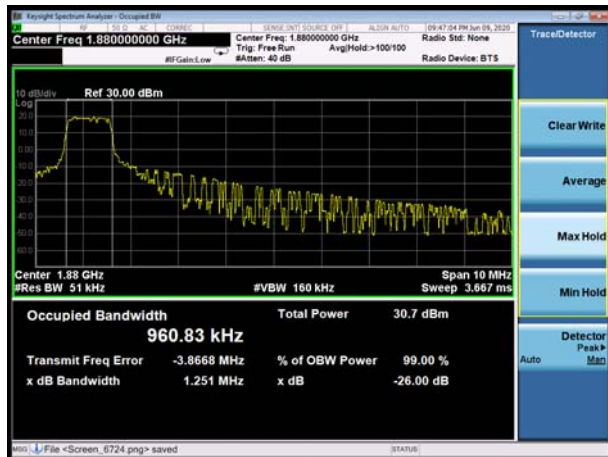 Keysight Spectrum Analyzer - Occupied BW
RF 50 Ω AC CORREC SENSE:INT SOURCE OFF ALIGN AUTO 09:47:04 PM Jun 09, 2020
Center Freq 1.880000000 GHz Center Freq: 1.880000000 GHz Radio Std: None
Trig: Free Run Avg|Hold:>100/100
#IFGain:Low #Atten: 40 dB Radio Device: BTS
Trace/Detector
10 dB/div Ref 30.00 dBm
Log
20.0
10.0
0.00
-10.0
-20.0
-30.0
-40.0
-50.0
-60.0
Center 1.88 GHz Span 10 MHz
#Res BW 51 kHz #VBW 160 kHz Sweep 3.667 ms
Occupied Bandwidth Total Power 30.7 dBm
960.83 kHz
Transmit Freq Error -3.8668 MHz % of OBW Power 99.00 %
x dB Bandwidth 1.251 MHz x dB -26.00 dB
Clear Write
Average
Max Hold
Min Hold
Detector
Peak▶
Auto Man
MSG File <Screen_6724.png> saved STATUS